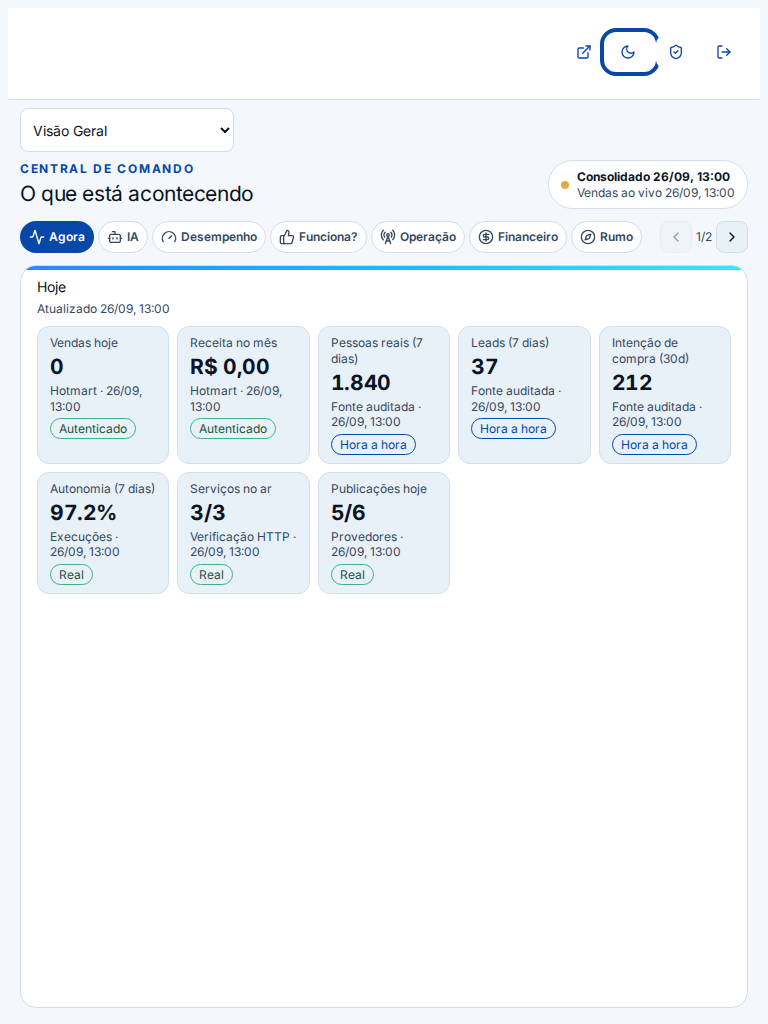 Visão Geral
CENTRAL DE COMANDO
O que está acontecendo
Consolidado 26/09, 13:00
Vendas ao vivo 26/09, 13:00
Agora
IA
Desempenho
Funciona?
Operação
Financeiro
Rumo
1/2
Hoje
Atualizado 26/09, 13:00
Vendas hoje
0
Hotmart · 26/09,
13:00
Autenticado
Receita no mês
R$ 0,00
Hotmart · 26/09,
13:00
Autenticado
Pessoas reais (7
dias)
1.840
Fonte auditada ·
26/09, 13:00
Hora a hora
Leads (7 dias)
37
Fonte auditada ·
26/09, 13:00
Hora a hora
Intenção de
compra (30d)
212
Fonte auditada ·
26/09, 13:00
Hora a hora
Autonomia (7 dias)
97.2%
Execuções ·
26/09, 13:00
Real
Serviços no ar
3/3
Verificação HTTP ·
26/09, 13:00
Real
Publicações hoje
5/6
Provedores ·
26/09, 13:00
Real